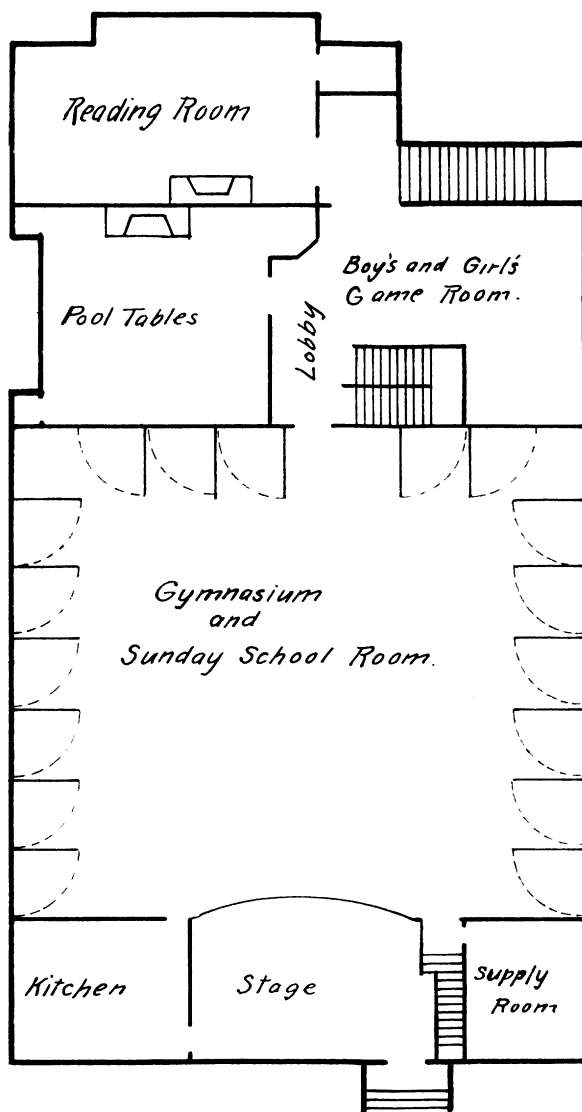 Reading Room
Boy's and Girl's
Game Room.
Pool Tables
Lobby
Gymnasium
and
Sunday School Room.
Kitchen
Stage
Supply
Room